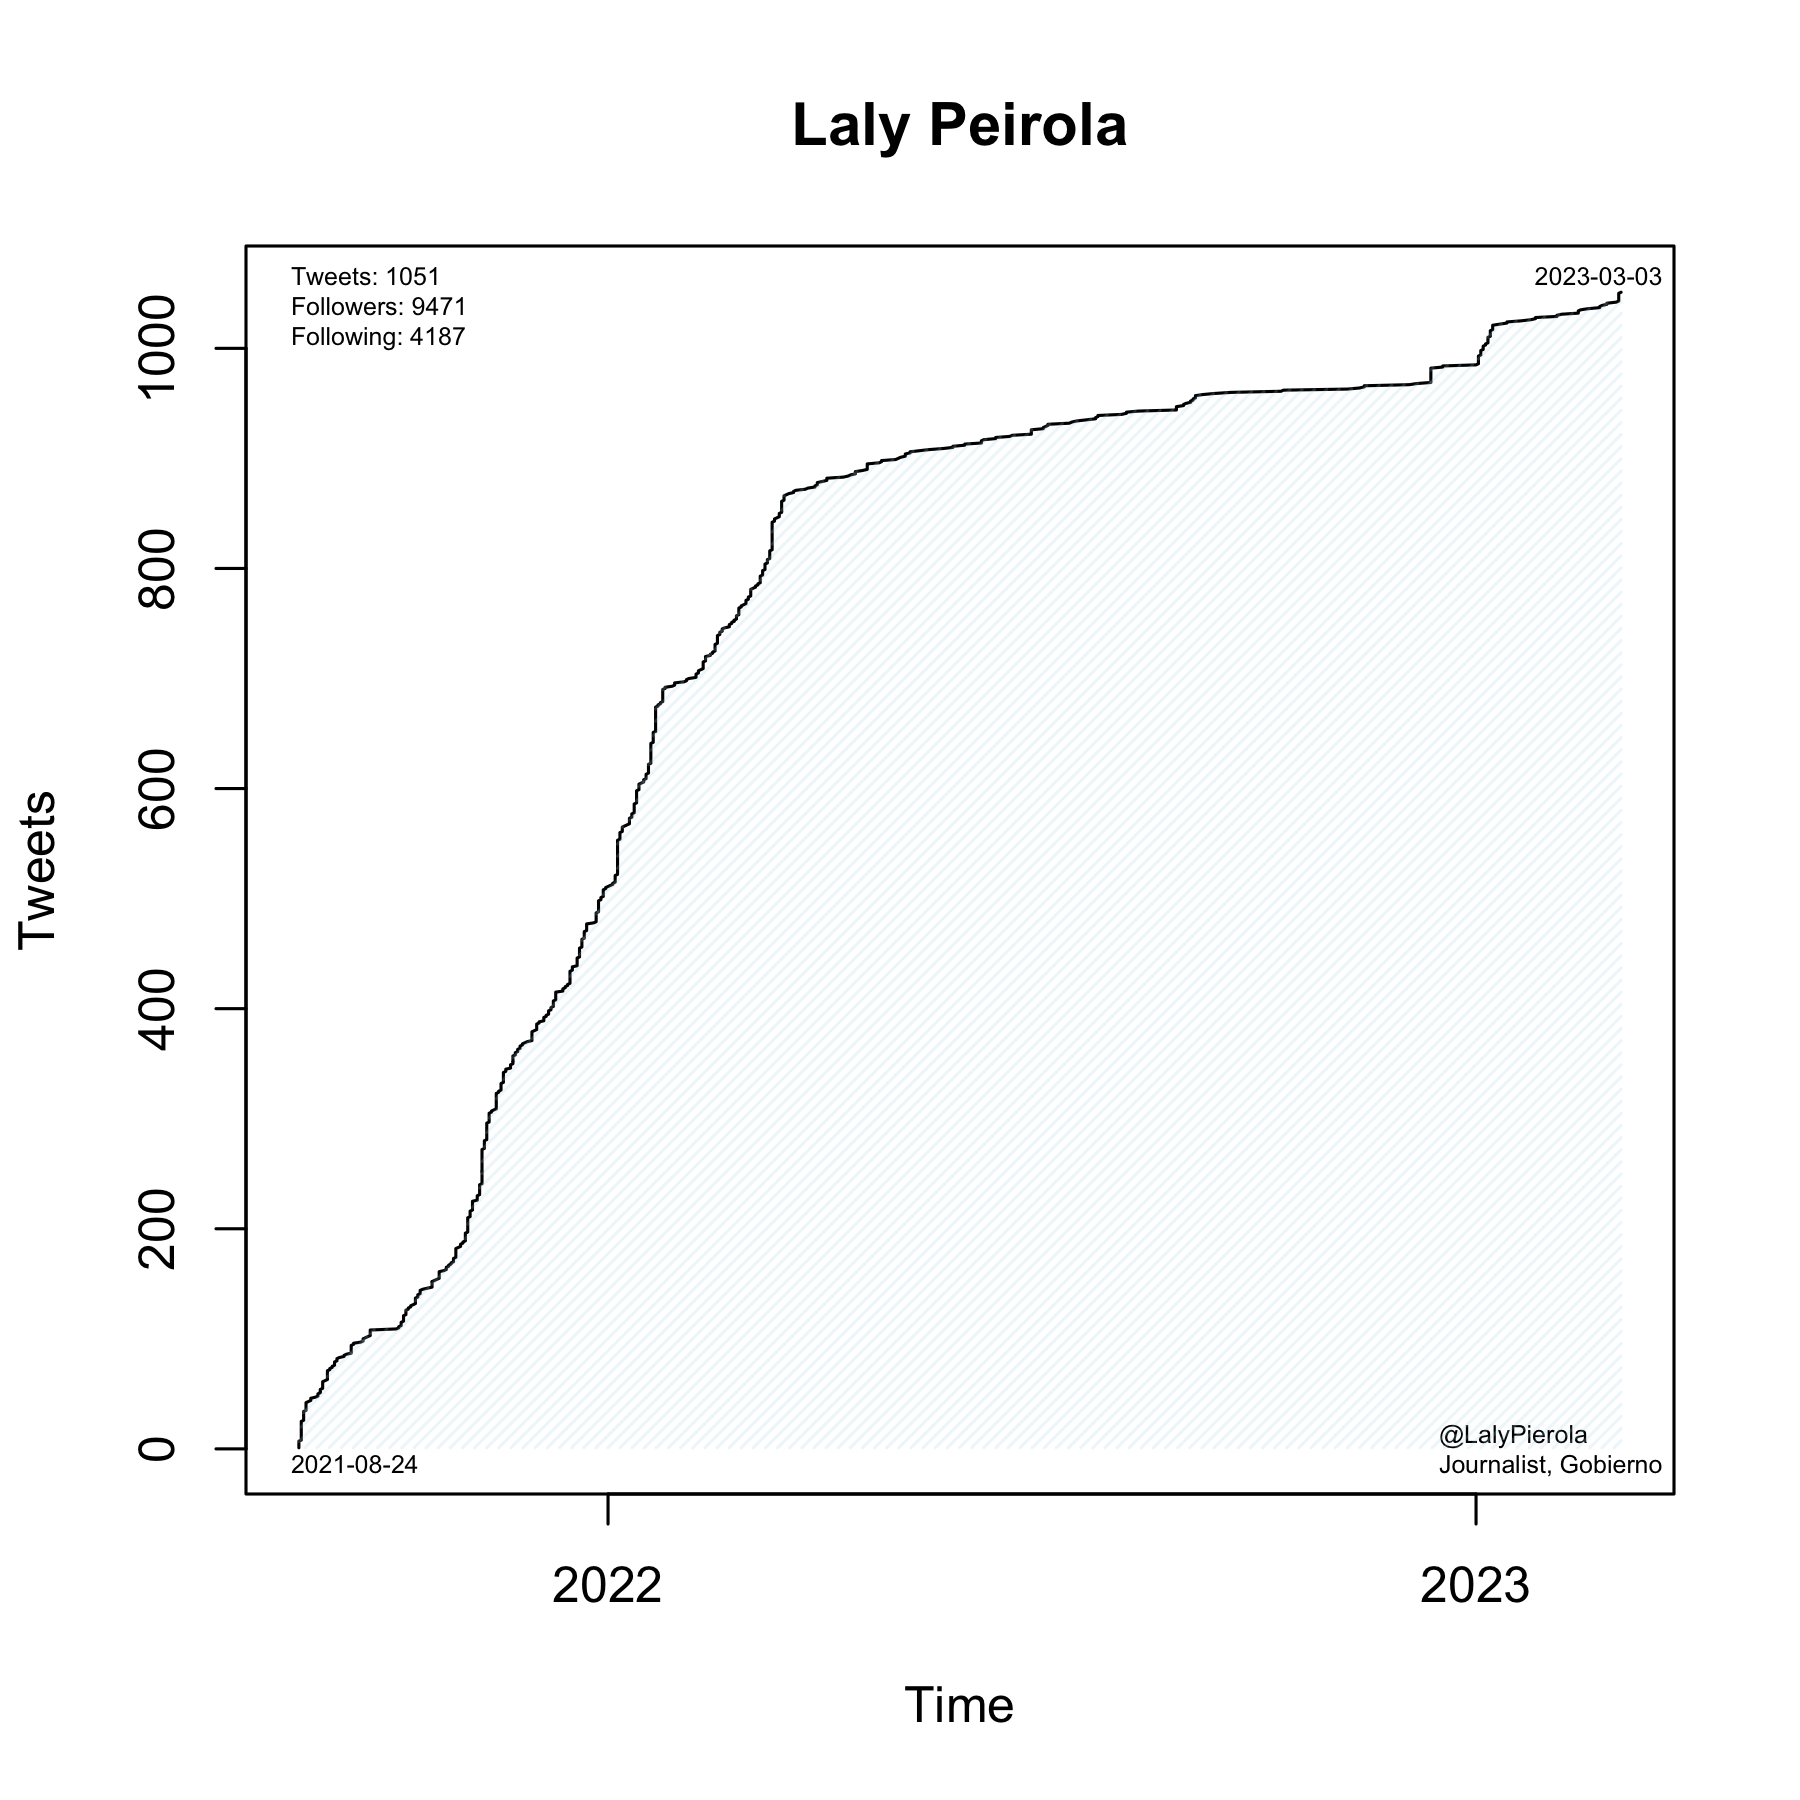 Laly Peirola
Tweets: 1051
Followers: 9471
Following: 4187
2023-03-03
1000
800
600
400
200
0
Tweets
@LalyPierola
Journalist, Gobierno
2021-08-24
2022
2023
Time